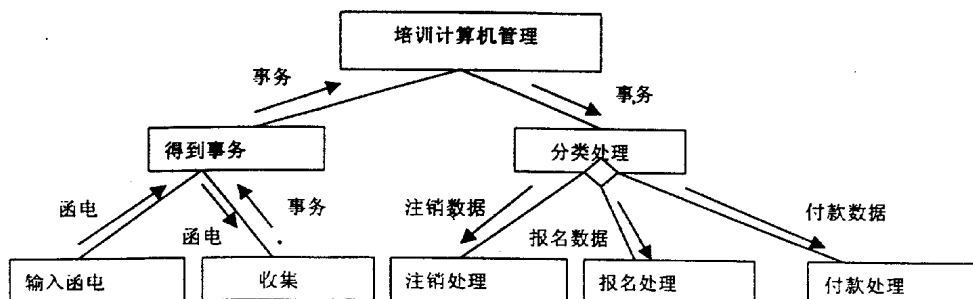 培训计算机管理
事务
事务
得到事务
分类处理
函电
函电
事务
注销数据
报名数据
付款数据
输入函电
收集
注销处理
报名处理
付款处理